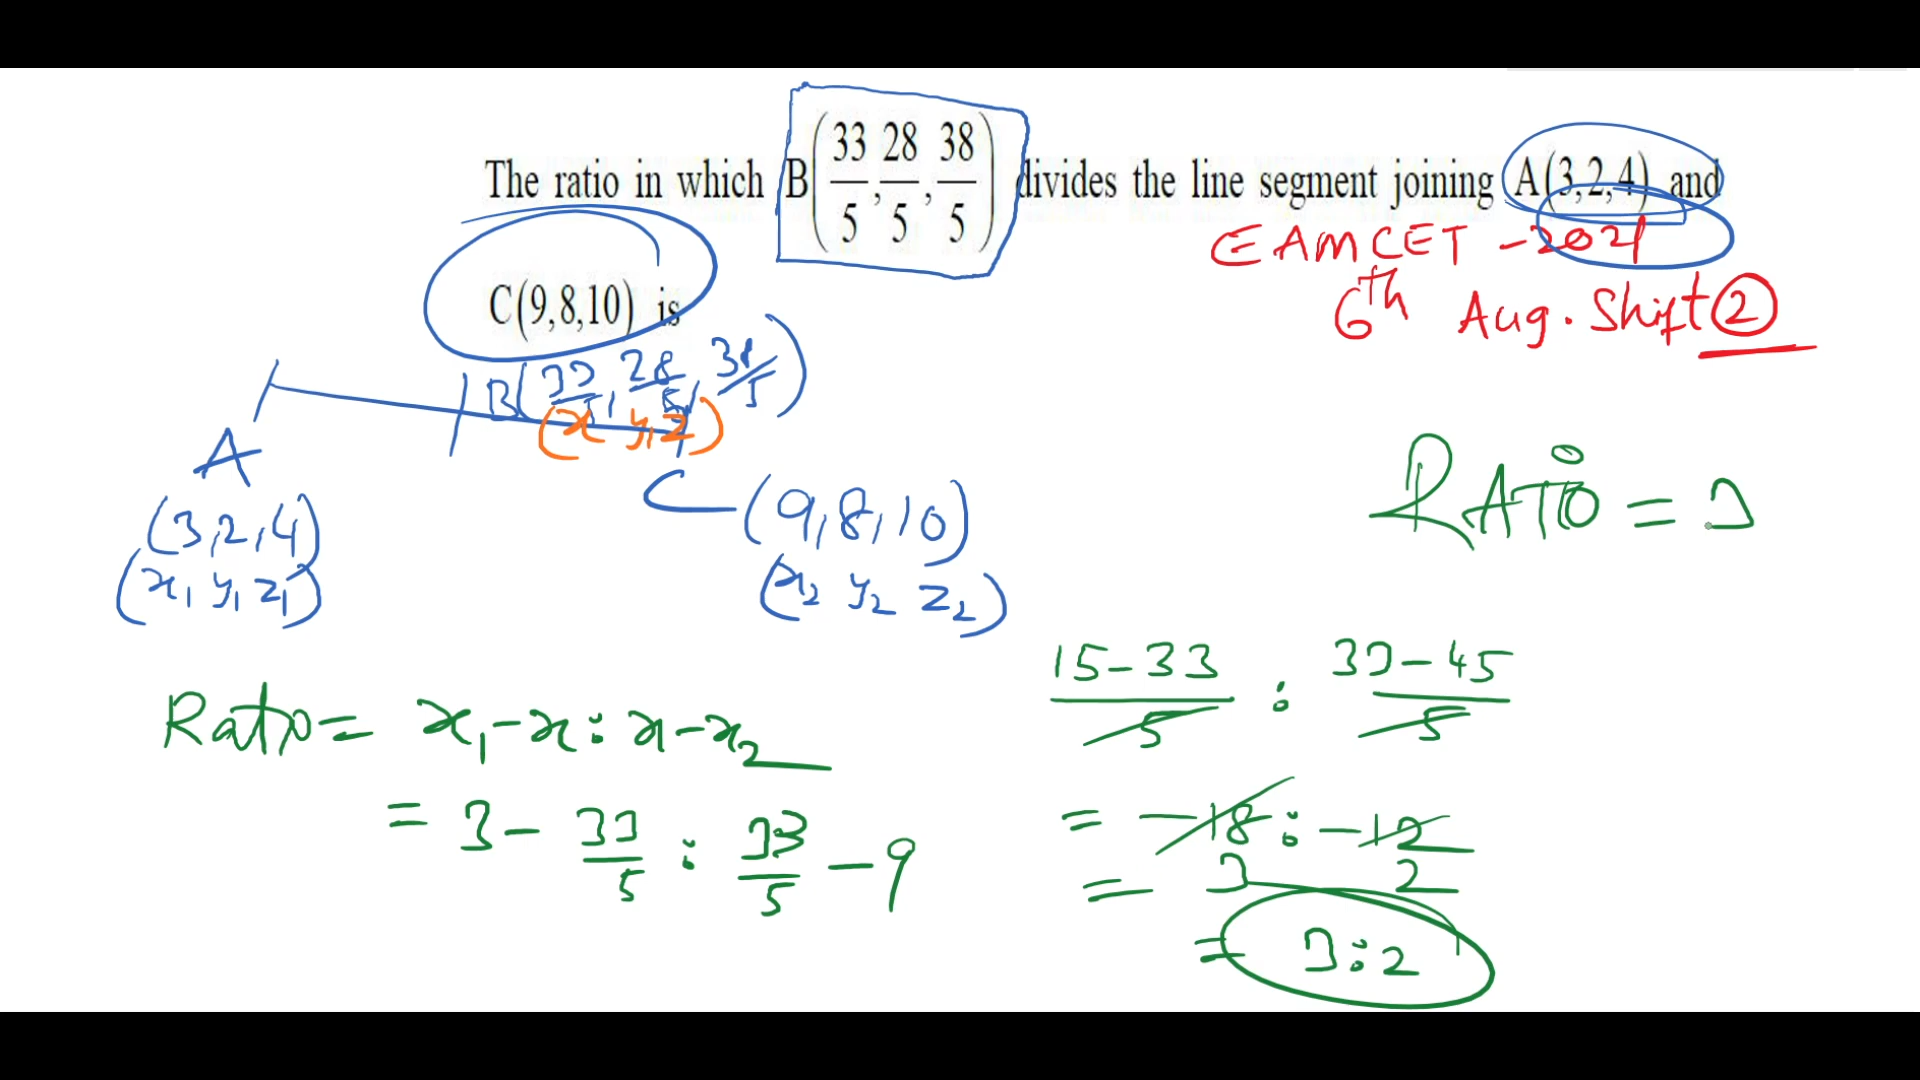 The ratio in which B(33/5, 28/5, 38/5) divides the line segment joining A(3,2,4) and
EAMCET - 2021
C(9,8,10) is
6th Aug. Shift 2
B(33/5, 28/5, 38/5)
(x y, z)
A
C (9,8,10)
(3,2,4)
(x1 y1 z1)
(x2 y2 z2)
RATIO = 3
Ratio = x1 - x : x - x2
= 3 - 33/5 : 33/5 - 9
15-33/5 : 33-45/5
= -18 : -12
= 3 2
= 3:2